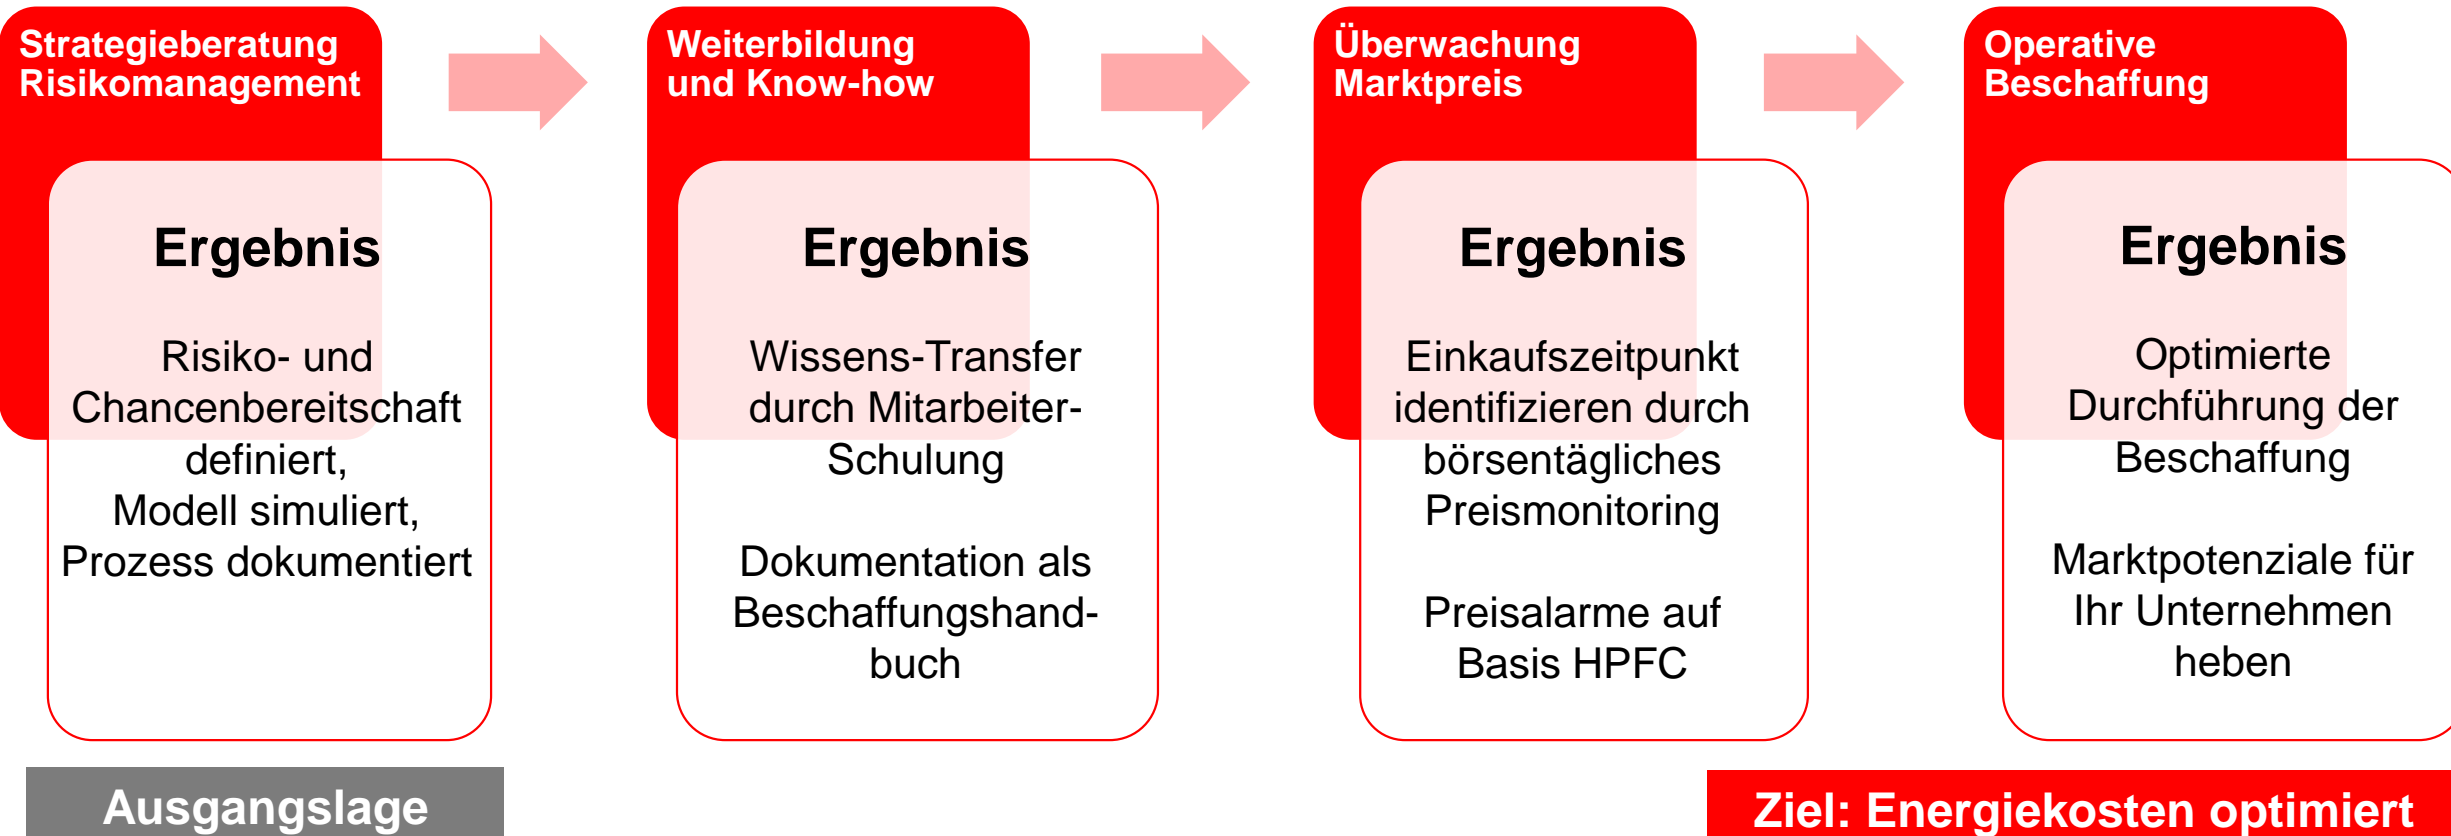 Strategieberatung
Risikomanagement
Ergebnis
Risiko- und
Chancenbereitschaft
definiert,
Modell simuliert,
Prozess dokumentiert
Weiterbildung
und Know-how
Ergebnis
Wissens-Transfer
durch Mitarbeiter-
Schulung
Dokumentation als
Beschaffungshand-
buch
Überwachung
Marktpreis
Ergebnis
Einkaufszeitpunkt
identifizieren durch
börsentägliches
Preismonitoring
Preisalarme auf
Basis HPFC
Operative
Beschaffung
Ergebnis
Optimierte
Durchführung der
Beschaffung
Marktpotenziale für
Ihr Unternehmen
heben
Ausgangslage
Ziel: Energiekosten optimiert